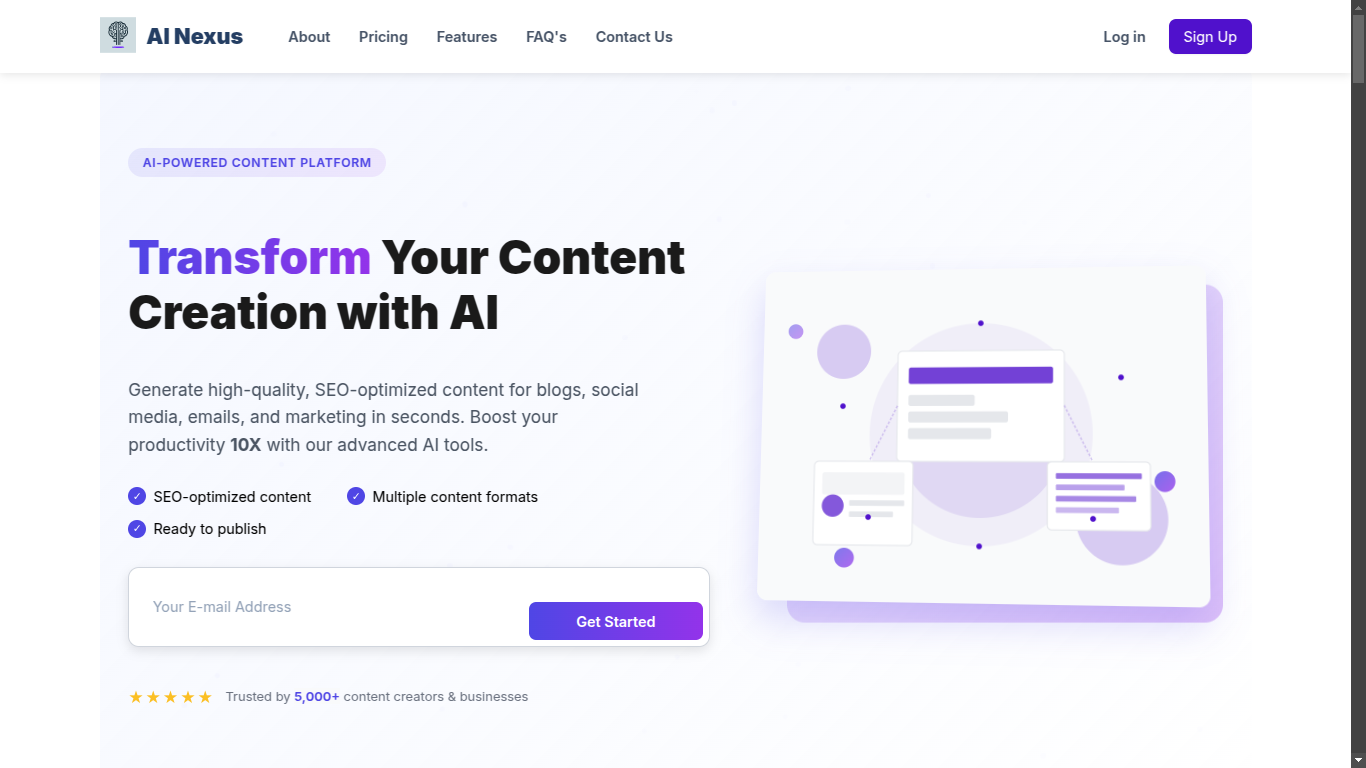 AI Nexus
About
Pricing
Features
FAQ's
Contact Us
Log in
Sign Up
AI-POWERED CONTENT PLATFORM
Transform Your Content
Creation with AI
Generate high-quality, SEO-optimized content for blogs, social
media, emails, and marketing in seconds. Boost your
productivity 10X with our advanced AI tools.
✓ SEO-optimized content
✓ Multiple content formats
✓ Ready to publish
Your E-mail Address
Get Started
★★★★★ Trusted by 5,000+ content creators & businesses